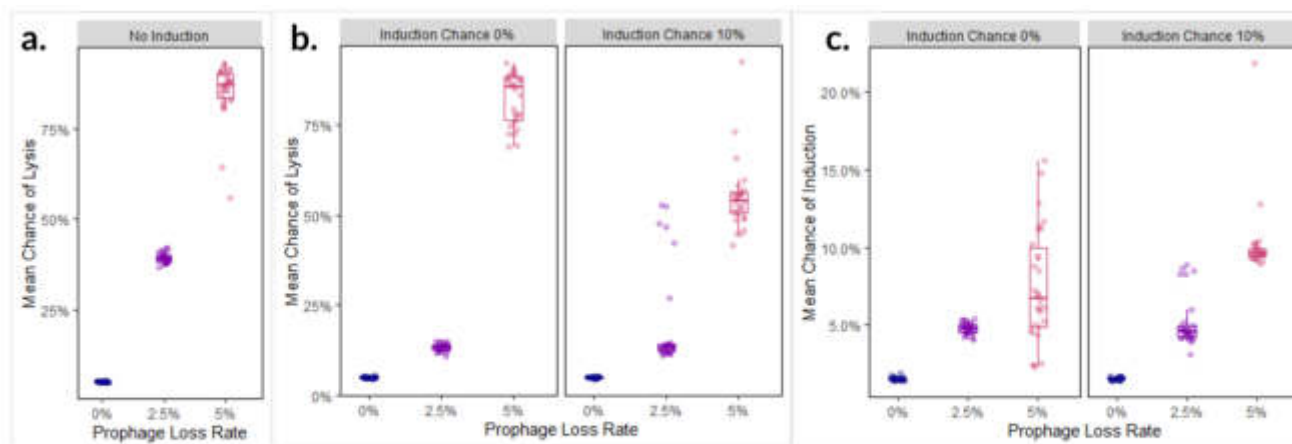 a.
No Induction
Mean Chance of Lysis
75%
50%
25%
0%
2.5%
5%
Prophage Loss Rate
b.
Induction Chance 0%
Induction Chance 10%
Mean Chance of Lysis
75%
50%
25%
0%
0%
2.5%
5%
0%
2.5%
5%
Prophage Loss Rate
c.
Induction Chance 0%
Induction Chance 10%
Mean Chance of Induction
20.0%
15.0%
10.0%
5.0%
0%
2.5%
5%
0%
2.5%
5%
Prophage Loss Rate